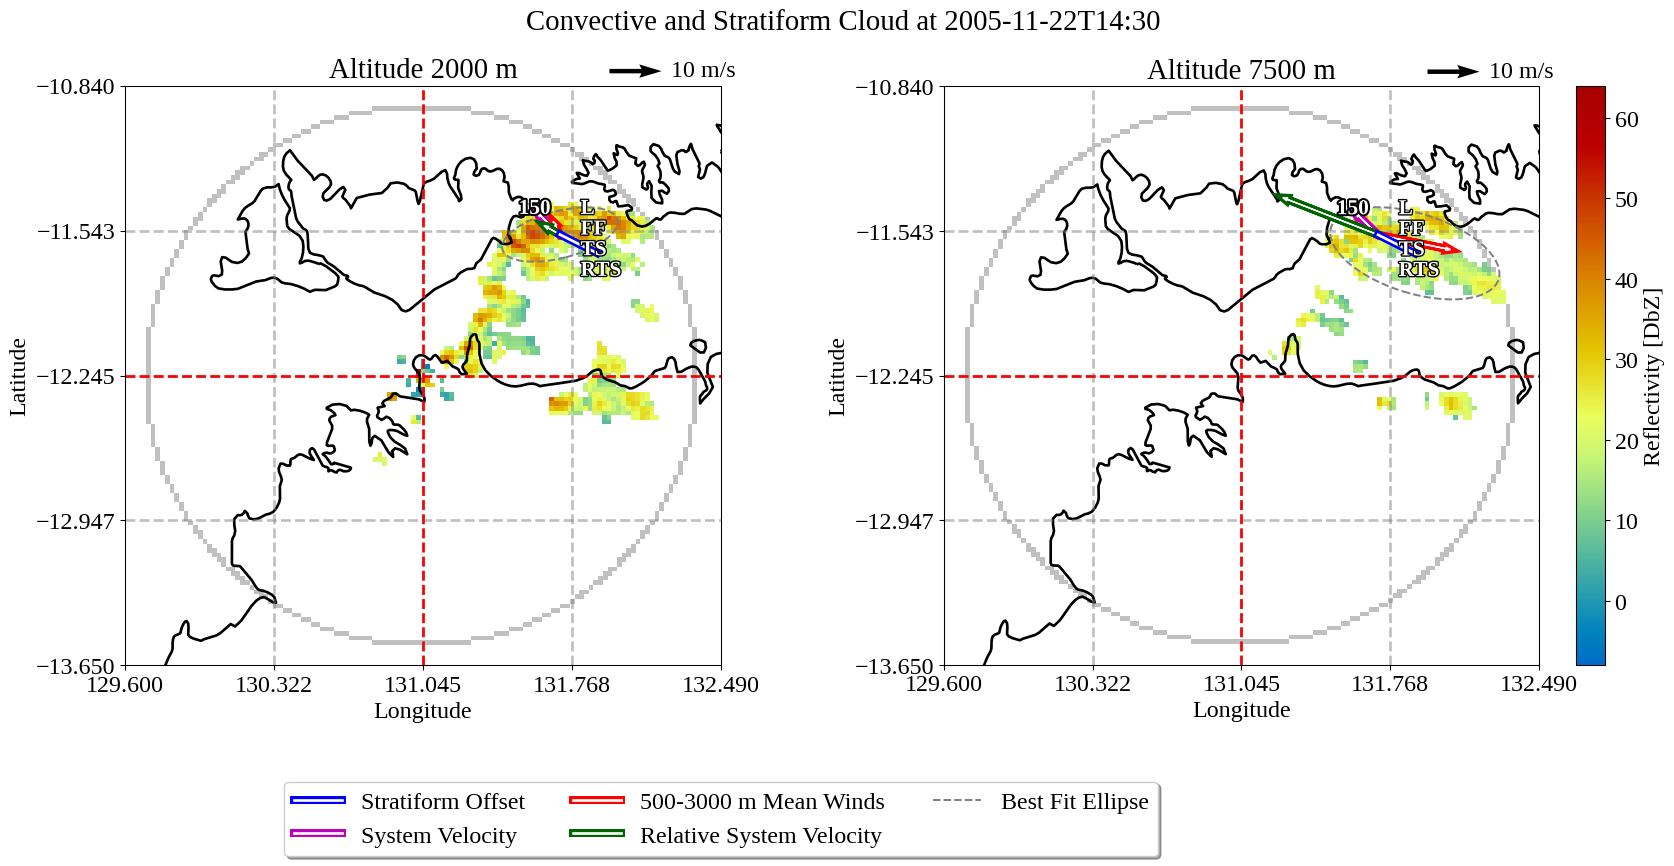 Convective and Stratiform Cloud at 2005-11-22T14:30
Altitude 2000 m
10 m/s
Altitude 7500 m
10 m/s
−10.840
−11.543
−12.245
−12.947
−13.650
Latitude
150
L
FF
TS
RTS
129.600
130.322
131.045
131.768
132.490
Longitude
−10.840
−11.543
−12.245
−12.947
−13.650
Latitude
150
L
FF
TS
RTS
129.600
130.322
131.045
131.768
132.490
Longitude
60
50
40
30
20
10
0
Reflectivity [DbZ]
Stratiform Offset
System Velocity
500-3000 m Mean Winds
Relative System Velocity
Best Fit Ellipse